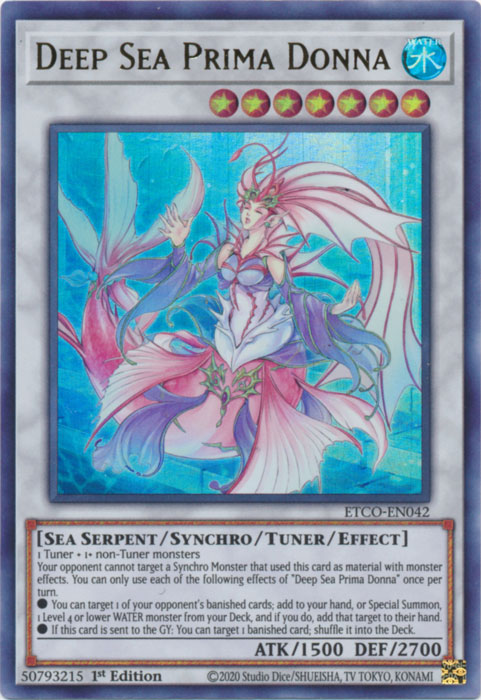 DEEP SEA PRIMA DONNA
WATER
水
ETCO-EN042
[SEA SERPENT/SYNCHRO/TUNER/EFFECT]
1 Tuner + 1+ non-Tuner monsters
Your opponent cannot target a Synchro Monster that used this card as material with monster
effects. You can only use each of the following effects of "Deep Sea Prima Donna" once per
turn.
● You can target 1 of your opponent's banished cards; add to your hand, or Special Summon,
1 Level 4 or lower WATER monster from your Deck, and if you do, add that target to their hand.
● If this card is sent to the GY: You can target 1 banished card; shuffle it into the Deck.
ATK/1500 DEF/2700
50793215 1st Edition ©2020 Studio Dice/SHUEISHA, TV TOKYO, KONAMI